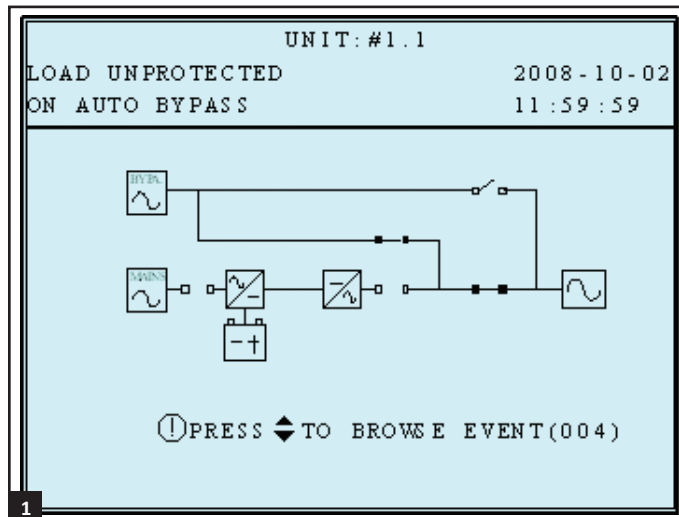 UNIT:#1.1
LOAD UNPROTECTED
2008-10-02
ON AUTO BYPASS
11:59:59
BYPA.
MAINS
PRESS TO BROWSE EVENT(004)
1